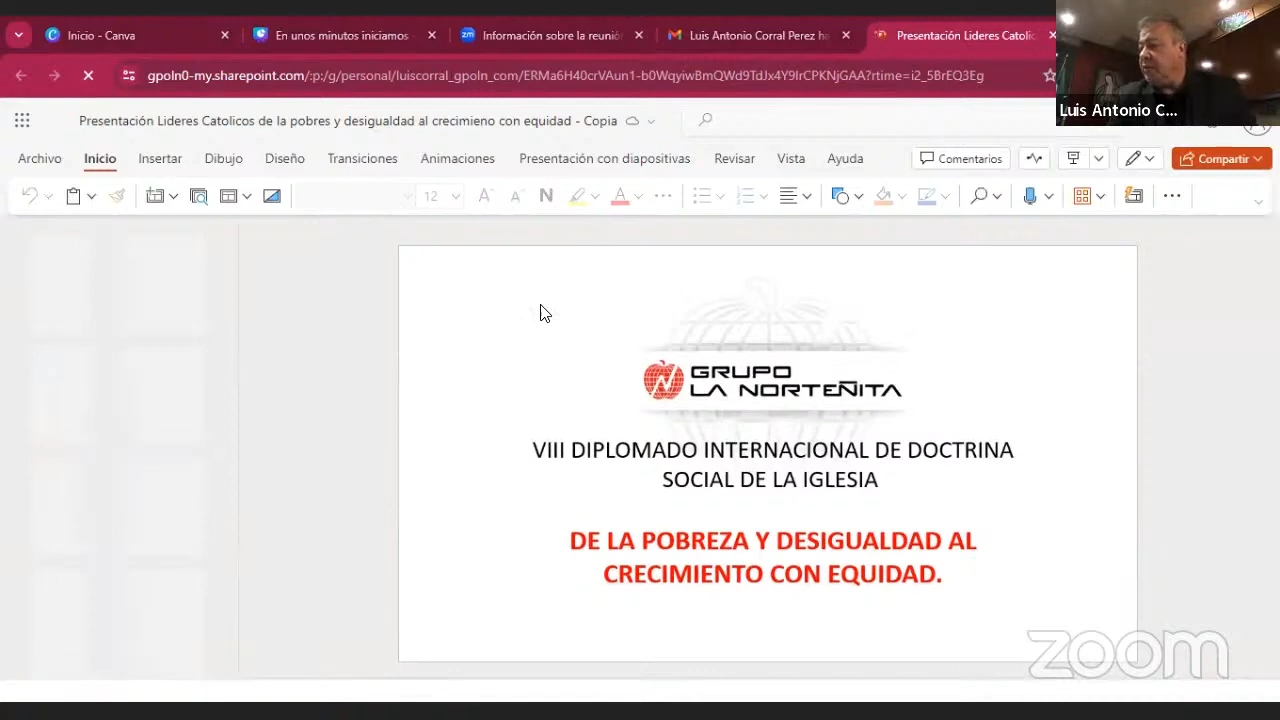 Inicio - Canva
En unos minutos iniciamos
Información sobre la reunió
Luis Antonio Corral Perez ha
Presentación Lideres Catolic
gpoln0-my.sharepoint.com/:p:/g/personal/luiscorral_gpoln_com/ERMa6H40crVAun1-b0WqyiwBmQWd9TdJx4Y9IrCPKNjGAA?rtime=i2_5BrEQ3Eg
Luis Antonio C...
Presentación Lideres Catolicos de la pobres y desigualdad al crecimieno con equidad - Copia
Archivo Inicio Insertar Dibujo Diseño Transiciones Animaciones Presentación con diapositivas Revisar Vista Ayuda Comentarios Compartir
12 N A
GRUPO
LA NORTEÑITA
VIII DIPLOMADO INTERNACIONAL DE DOCTRINA
SOCIAL DE LA IGLESIA
DE LA POBREZA Y DESIGUALDAD AL
CRECIMIENTO CON EQUIDAD.
zoom